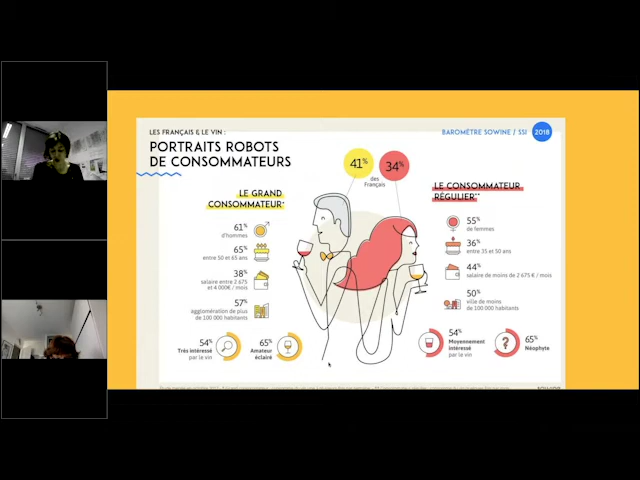 LES FRANÇAIS & LE VIN :
PORTRAITS ROBOTS
DE CONSOMMATEURS
BAROMÈTRE SOWINE / SSI
2018
41%
34%
des
Français
LE GRAND
CONSOMMATEUR*
61%
d'hommes
65%
entre 50 et 65 ans
38%
salaire entre 2 675
et 4 000€ / mois
57%
agglomération de plus
de 100 000 habitants
54%
Très intéressé
par le vin
65%
Amateur
éclairé
LE CONSOMMATEUR
RÉGULIER**
55%
de femmes
36%
entre 35 et 50 ans
44%
salaire de moins de 2 675 € / mois
50%
ville de moins
de 100 000 habitants
54%
Moyennement
intéressé
par le vin
65%
Néophyte